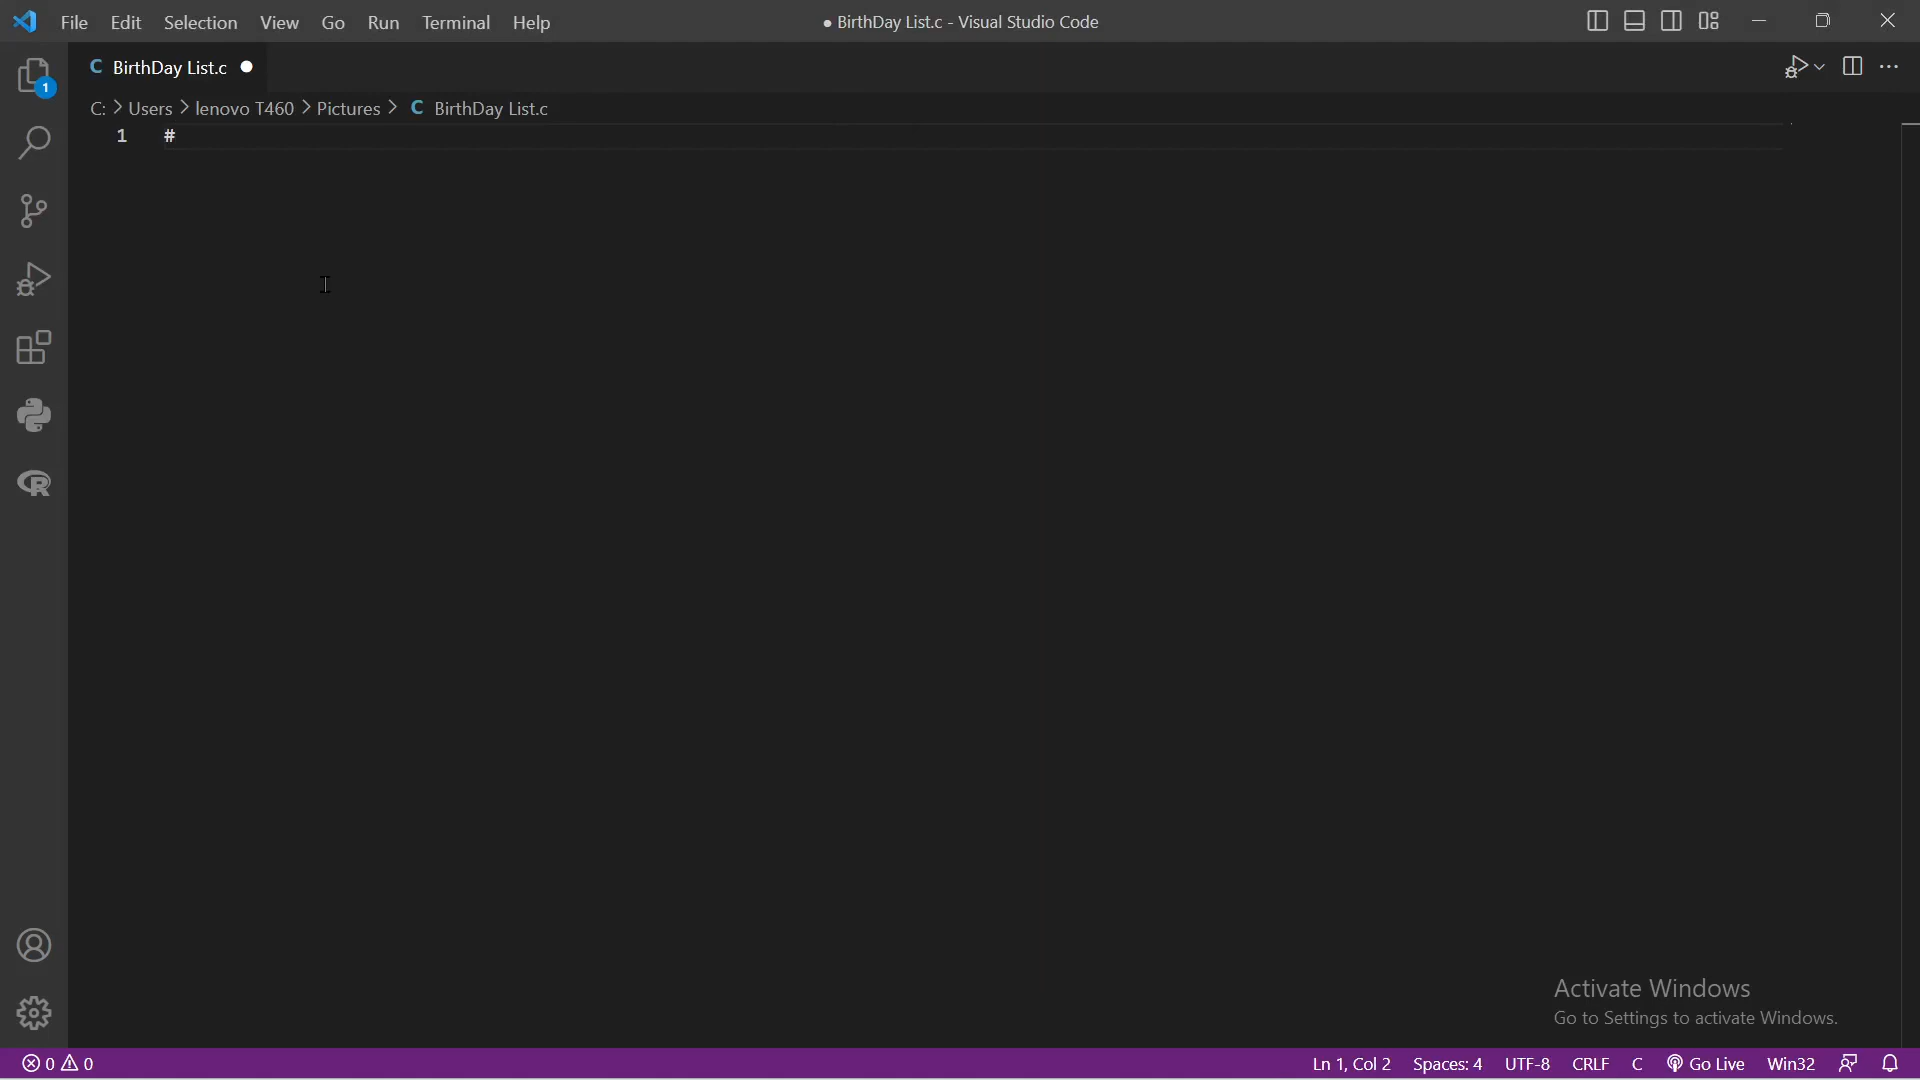 File Edit Selection View Go Run Terminal Help ● BirthDay List.c - Visual Studio Code
C BirthDay List.c ●
1
C: > Users > lenovo T460 > Pictures > C BirthDay List.c
1 #
Activate Windows
Go to Settings to activate Windows.
0 0 Ln 1, Col 2 Spaces: 4 UTF-8 CRLF C Go Live Win32